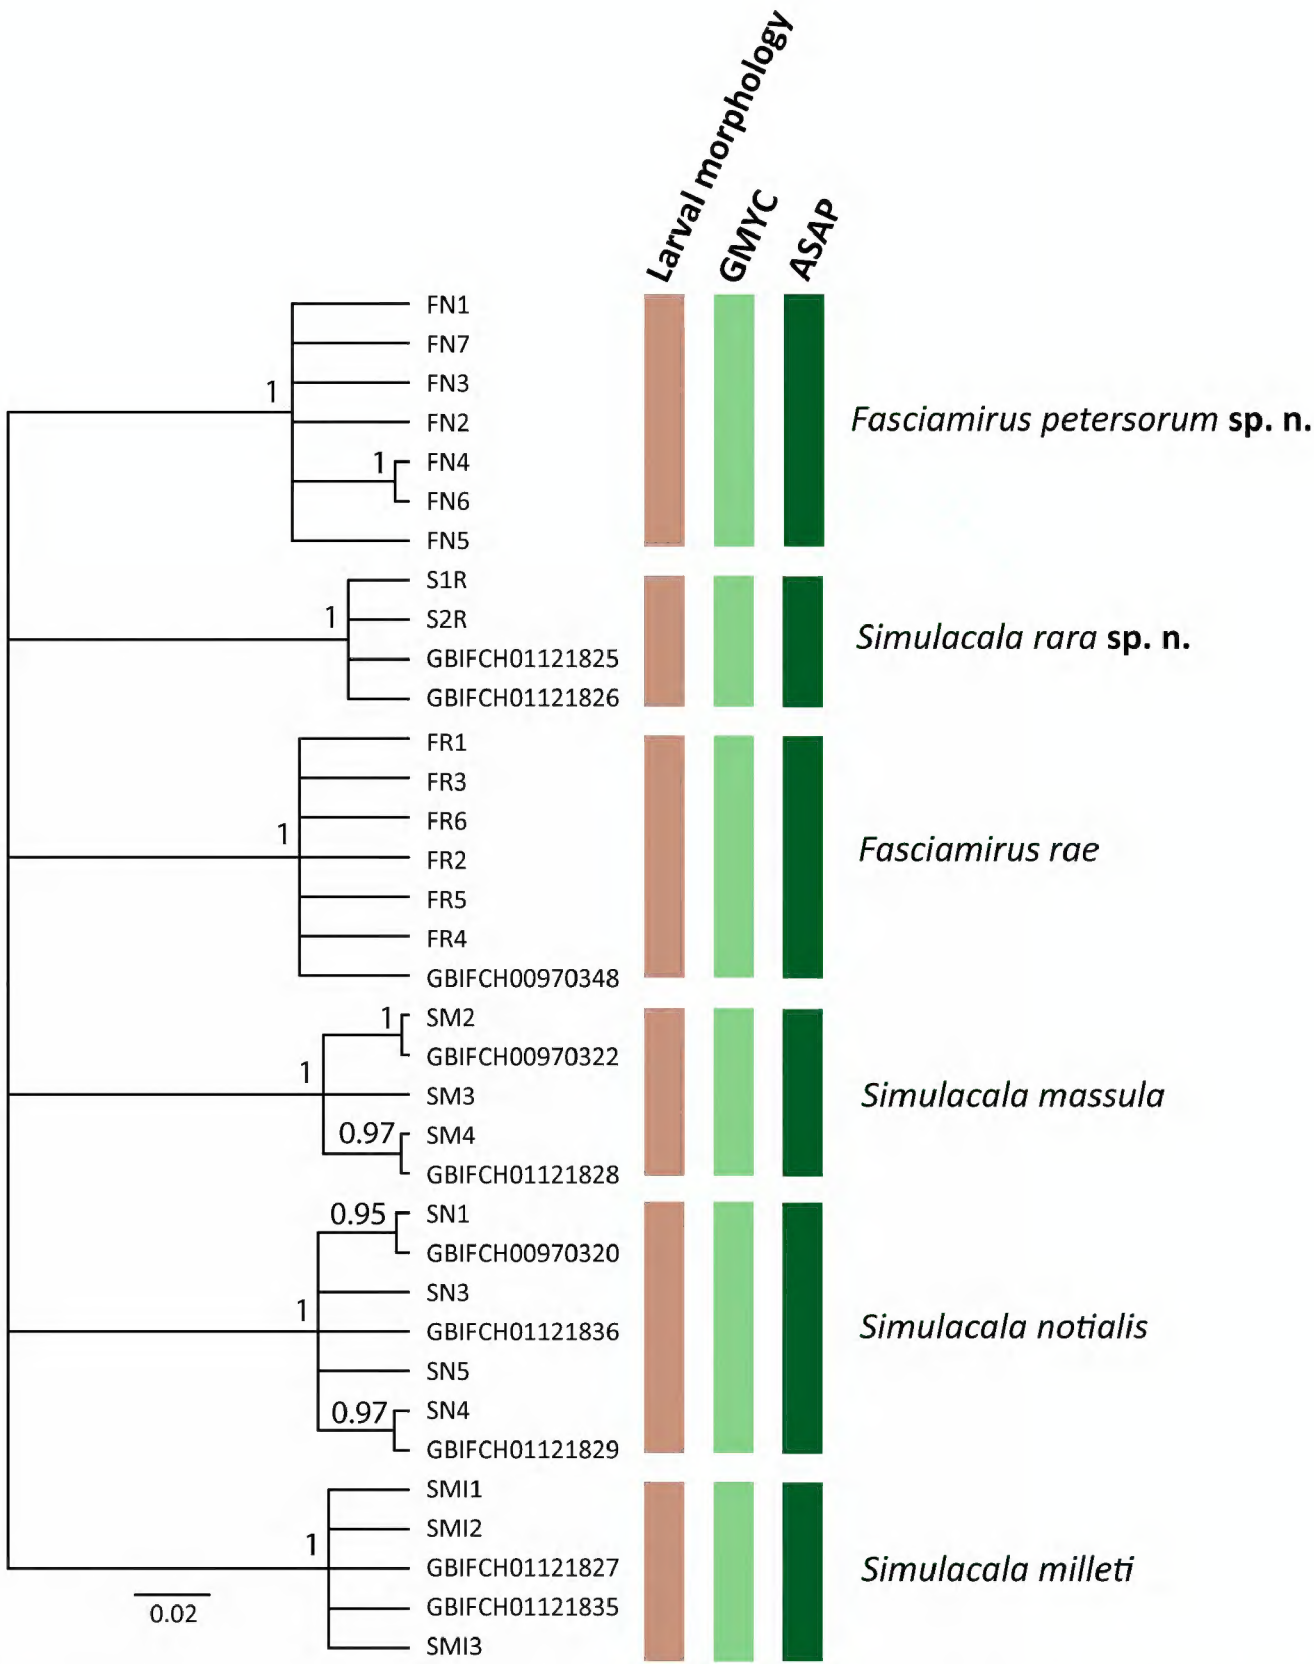 Larval morphology
GMYC
ASAP
FN1
FN7
FN3
FN2
FN4
FN6
FN5
1
1
Fasciamirus petersorum sp. n.
S1R
S2R
GBIFCH01121825
GBIFCH01121826
1
Simulacala rara sp. n.
FR1
FR3
FR6
FR2
FR5
FR4
GBIFCH00970348
1
Fasciamirus rae
SM2
GBIFCH00970322
SM3
SM4
GBIFCH01121828
1
1
0.97
Simulacala massula
SN1
GBIFCH00970320
SN3
GBIFCH01121836
SN5
SN4
GBIFCH01121829
0.95
1
0.97
Simulacala notialis
SMI1
SMI2
GBIFCH01121827
GBIFCH01121835
SMI3
1
Simulacala milleti
0.02